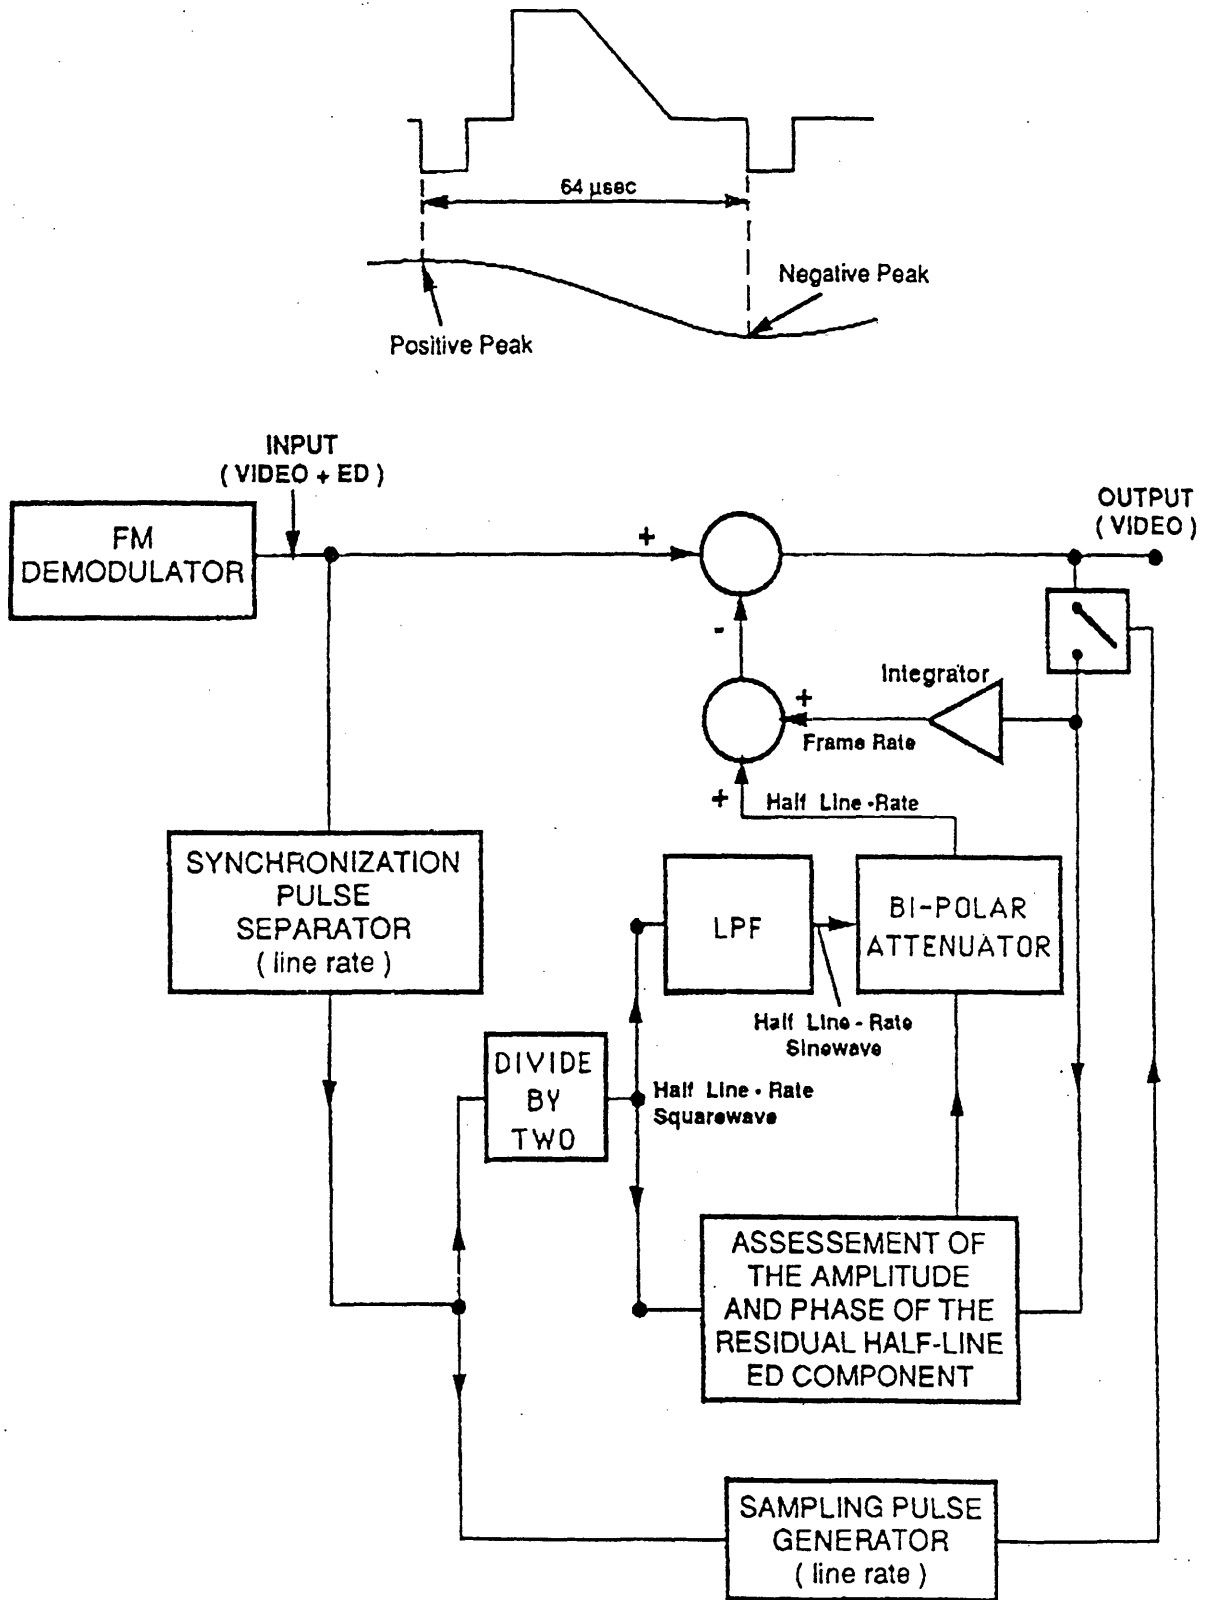 64 µsec
Negative Peak
Positive Peak
INPUT
( VIDEO + ED )
OUTPUT
( VIDEO )
FM
DEMODULATOR
+
-
Integrator
+
Frame Rate
+
Half Line-Rate
SYNCHRONIZATION
PULSE
SEPARATOR
( line rate )
LPF
BI-POLAR
ATTENUATOR
Half Line - Rate
Sinewave
DIVIDE
BY
TWO
Half Line - Rate
Squarewave
ASSESSEMENT OF
THE AMPLITUDE
AND PHASE OF THE
RESIDUAL HALF-LINE
ED COMPONENT
SAMPLING PULSE
GENERATOR
( line rate )